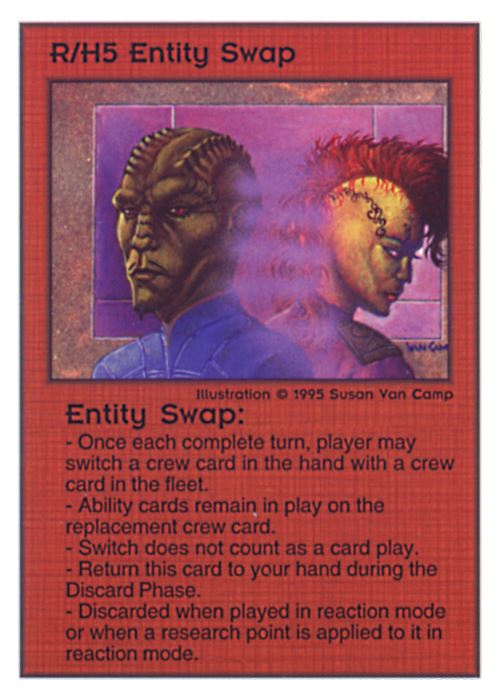 R/H5 Entity Swap
VAN CAMP
Illustration © 1995 Susan Van Camp
Entity Swap:
- Once each complete turn, player may
switch a crew card in the hand with a crew
card in the fleet.
- Ability cards remain in play on the
replacement crew card.
- Switch does not count as a card play.
- Return this card to your hand during the
Discard Phase.
- Discarded when played in reaction mode
or when a research point is applied to it in
reaction mode.